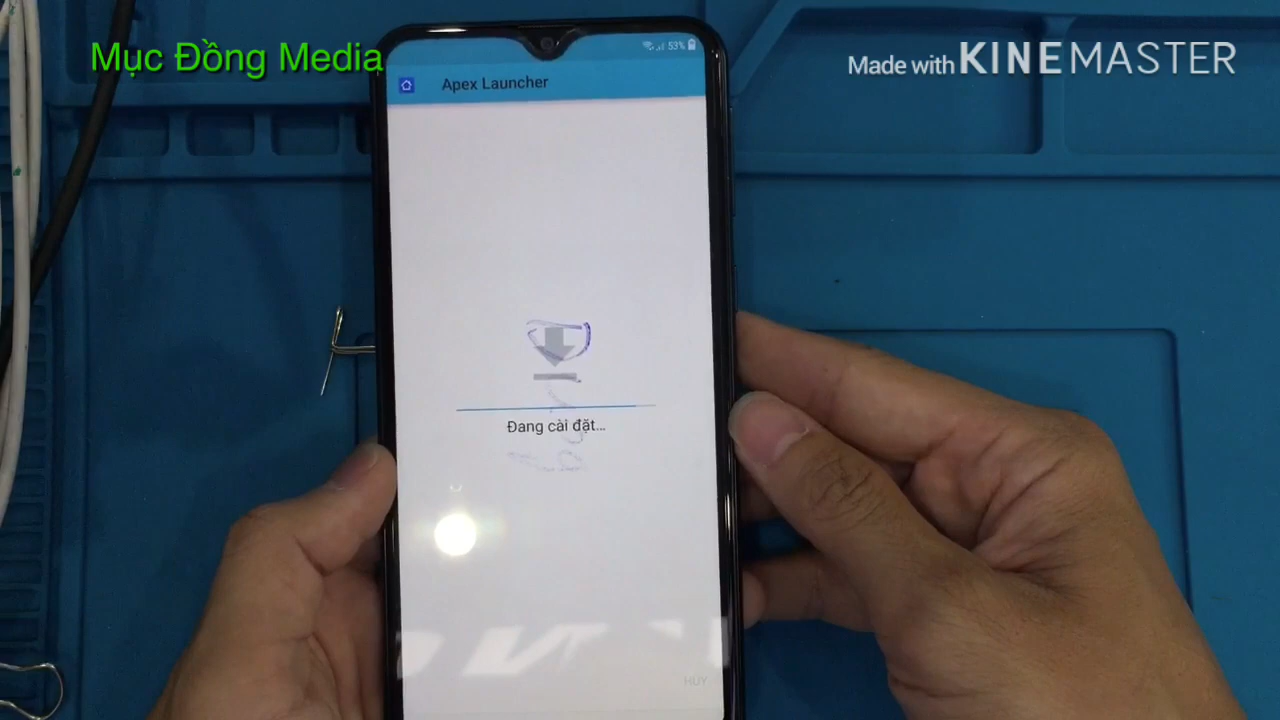 Mục Đồng Media
Made with KINEMASTER
53%
Apex Launcher
Đang cài đặt...
HỦY